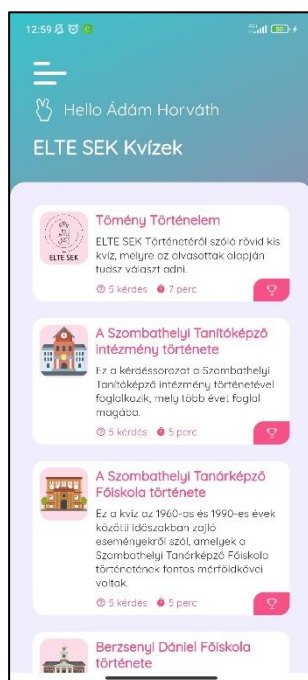 12:59
Hello Ádám Horváth
ELTE SEK Kvízek
Tömény Történelem
ELTE SEK Történetéről szóló rövid kis
kvíz, melyre az olvasottak alapján
tudsz választ adni.
ELTE SEK
5 kérdés 7 perc
A Szombathelyi Tanítóképző
intézmény története
Ez a kérdéssorozat a Szombathelyi
Tanítóképző intézmény történetével
foglalkozik, mely több évet foglal
magába.
5 kérdés 5 perc
A Szombathelyi Tanárképző
Főiskola története
Ez a kvíz az 1960-as és 1990-es évek
közötti időszakban zajló
eseményekről szól, amelyek a
Szombathelyi Tanárképző Főiskola
történetének fontos mérföldkövei
voltak.
5 kérdés 5 perc
Berzsenyi Dániel Főiskola
története